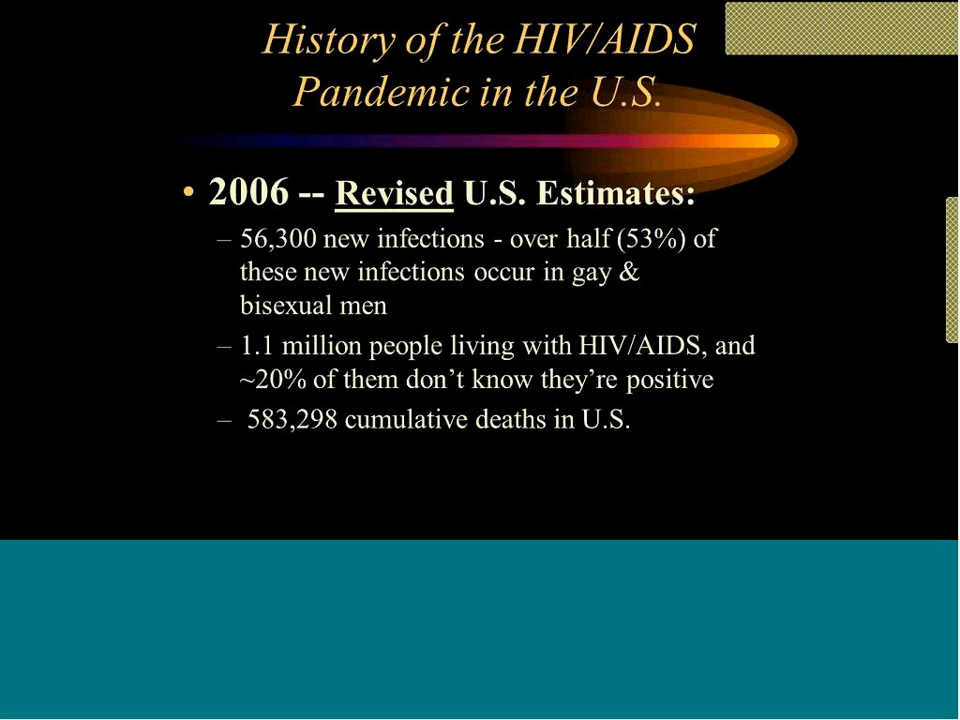 History of the HIV/AIDS
Pandemic in the U.S.
• 2006 -- Revised U.S. Estimates:
– 56,300 new infections - over half (53%) of
these new infections occur in gay &
bisexual men
– 1.1 million people living with HIV/AIDS, and
~20% of them don’t know they’re positive
– 583,298 cumulative deaths in U.S.